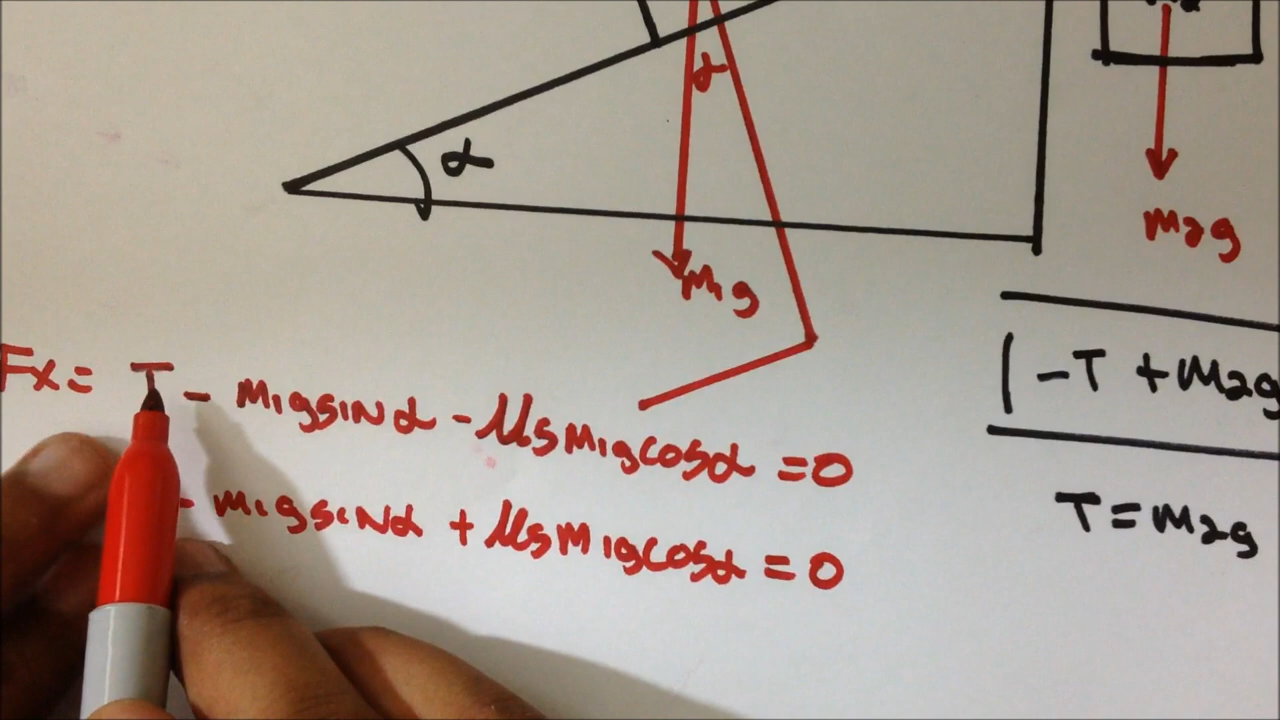 α
α
m₁g
m₂g
Fx = T - m₁gsinα - μsm₁gcosα = 0
- m₁gsinα + μsm₁gcosα = 0
-T + m₂g
T = m₂g